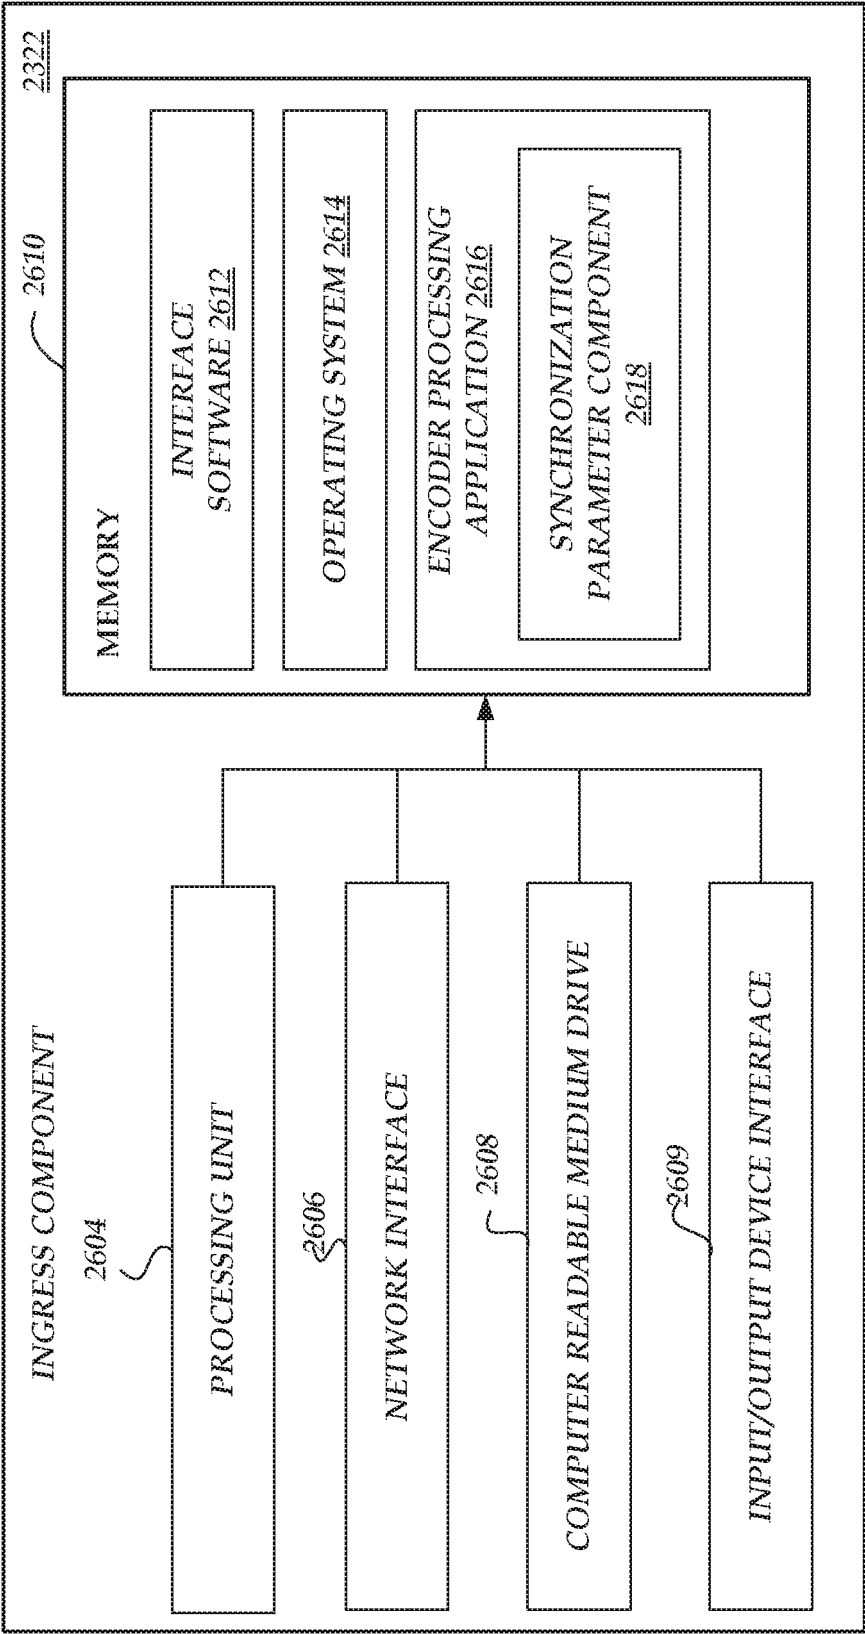 INGRESS COMPONENT
2322
2604
PROCESSING UNIT
2606
NETWORK INTERFACE
2608
COMPUTER READABLE MEDIUM DRIVE
2609
INPUT/OUTPUT DEVICE INTERFACE
2610
MEMORY
INTERFACE
SOFTWARE 2612
OPERATING SYSTEM 2614
ENCODER PROCESSING
APPLICATION 2616
SYNCHRONIZATION
PARAMETER COMPONENT
2618